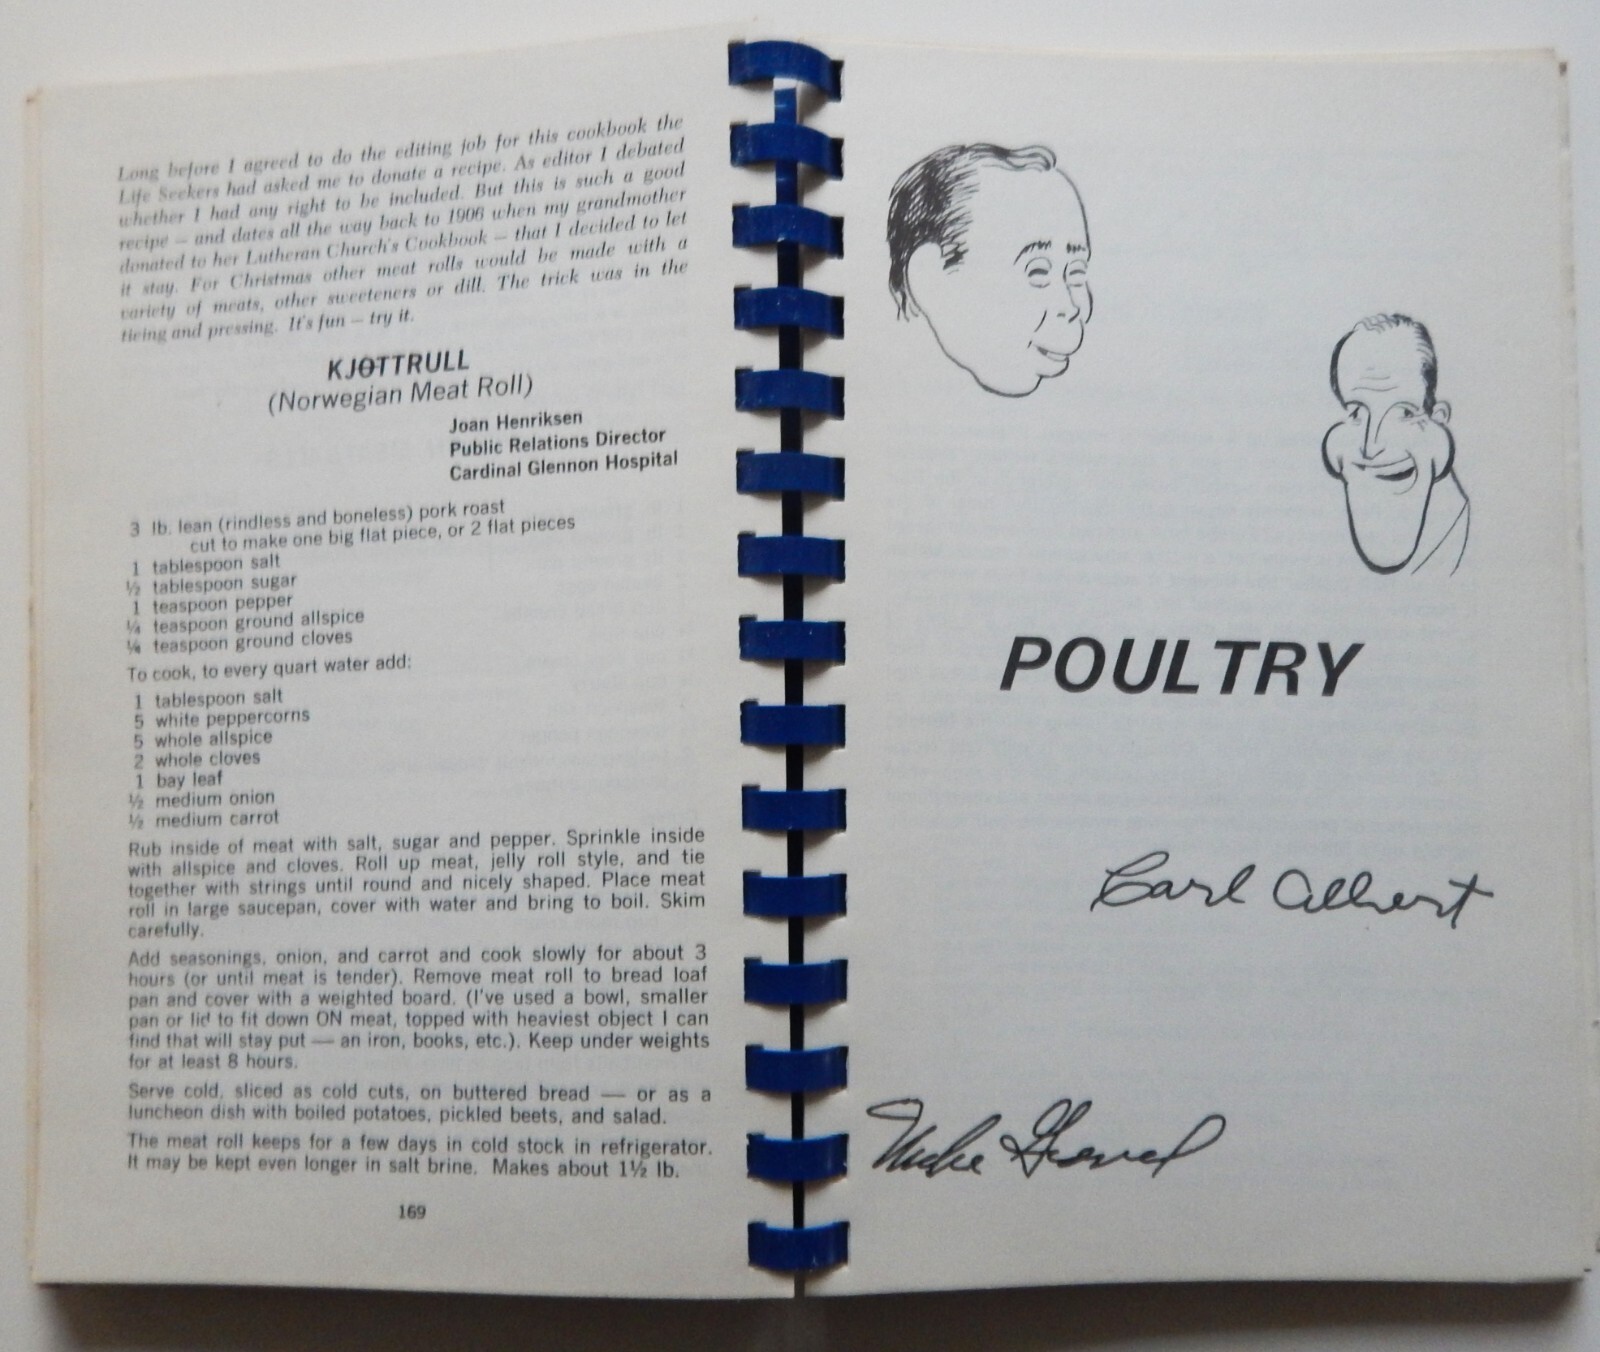 Long before I agreed to do the editing job for this cookbook the
Life Seekers had asked me to donate a recipe. As editor I debated
whether I had any right to be included. But this is such a good
recipe — and dates all the way back to 1906 when my grandmother
donated to her Lutheran Church's Cookbook — that I decided to let
it stay. For Christmas other meat rolls would be made with a
variety of meats, other sweeteners or dill. The trick was in the
tieing and pressing. It's fun — try it.
KJØTTRULL
(Norwegian Meat Roll)
Joan Henriksen
Public Relations Director
Cardinal Glennon Hospital
3 lb. lean (rindless and boneless) pork roast
cut to make one big flat piece, or 2 flat pieces
1 tablespoon salt
½ tablespoon sugar
1 teaspoon pepper
¼ teaspoon ground allspice
teaspoon ground cloves
To cook, to every quart water add:
1 tablespoon salt
5 white peppercorns
5 whole allspice
2 whole cloves
1 bay leaf
½ medium onion
½ medium carrot
Rub inside of meat with salt, sugar and pepper. Sprinkle inside
with allspice and cloves. Roll up meat, jelly roll style, and tie
together with strings until round and nicely shaped. Place meat
roll in large saucepan, cover with water and bring to boil. Skim
carefully.
Add seasonings, onion, and carrot and cook slowly for about 3
hours (or until meat is tender). Remove meat roll to bread loaf
pan and cover with a weighted board. (I've used a bowl, smaller
pan or lid to fit down ON meat, topped with heaviest object I can
find that will stay put — an iron, books, etc.). Keep under weights
for at least 8 hours.
Serve cold, sliced as cold cuts, on buttered bread — or as a
luncheon dish with boiled potatoes, pickled beets, and salad.
The meat roll keeps for a few days in cold stock in refrigerator.
It may be kept even longer in salt brine. Makes about 1½ lb.
169
POULTRY
Carl Albert
Mike Gravel